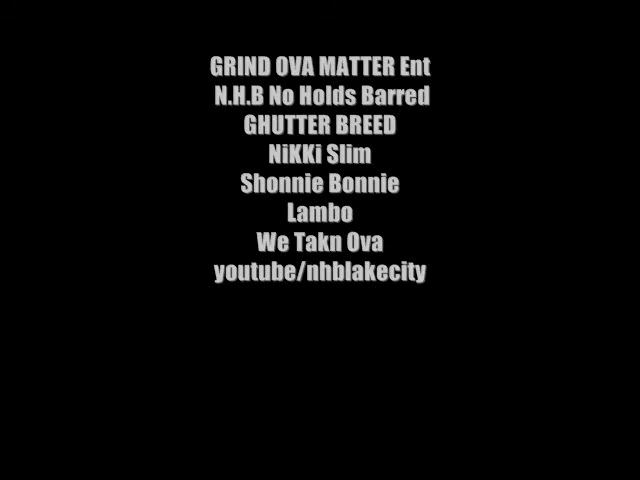 GRIND OVA MATTER Ent
N.H.B No Holds Barred
GHUTTER BREED
NiKKi Slim
Shonnie Bonnie
Lambo
We Takn Ova
youtube/nhblakecity